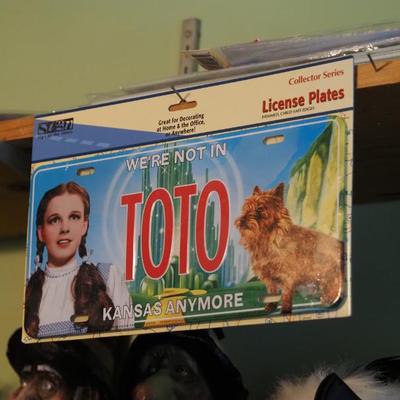 Collector Series
License Plates
Great for Decorating
at Home & the Office,
or Anywhere!
WE'RE NOT IN
TOTO
KANSAS ANYMORE